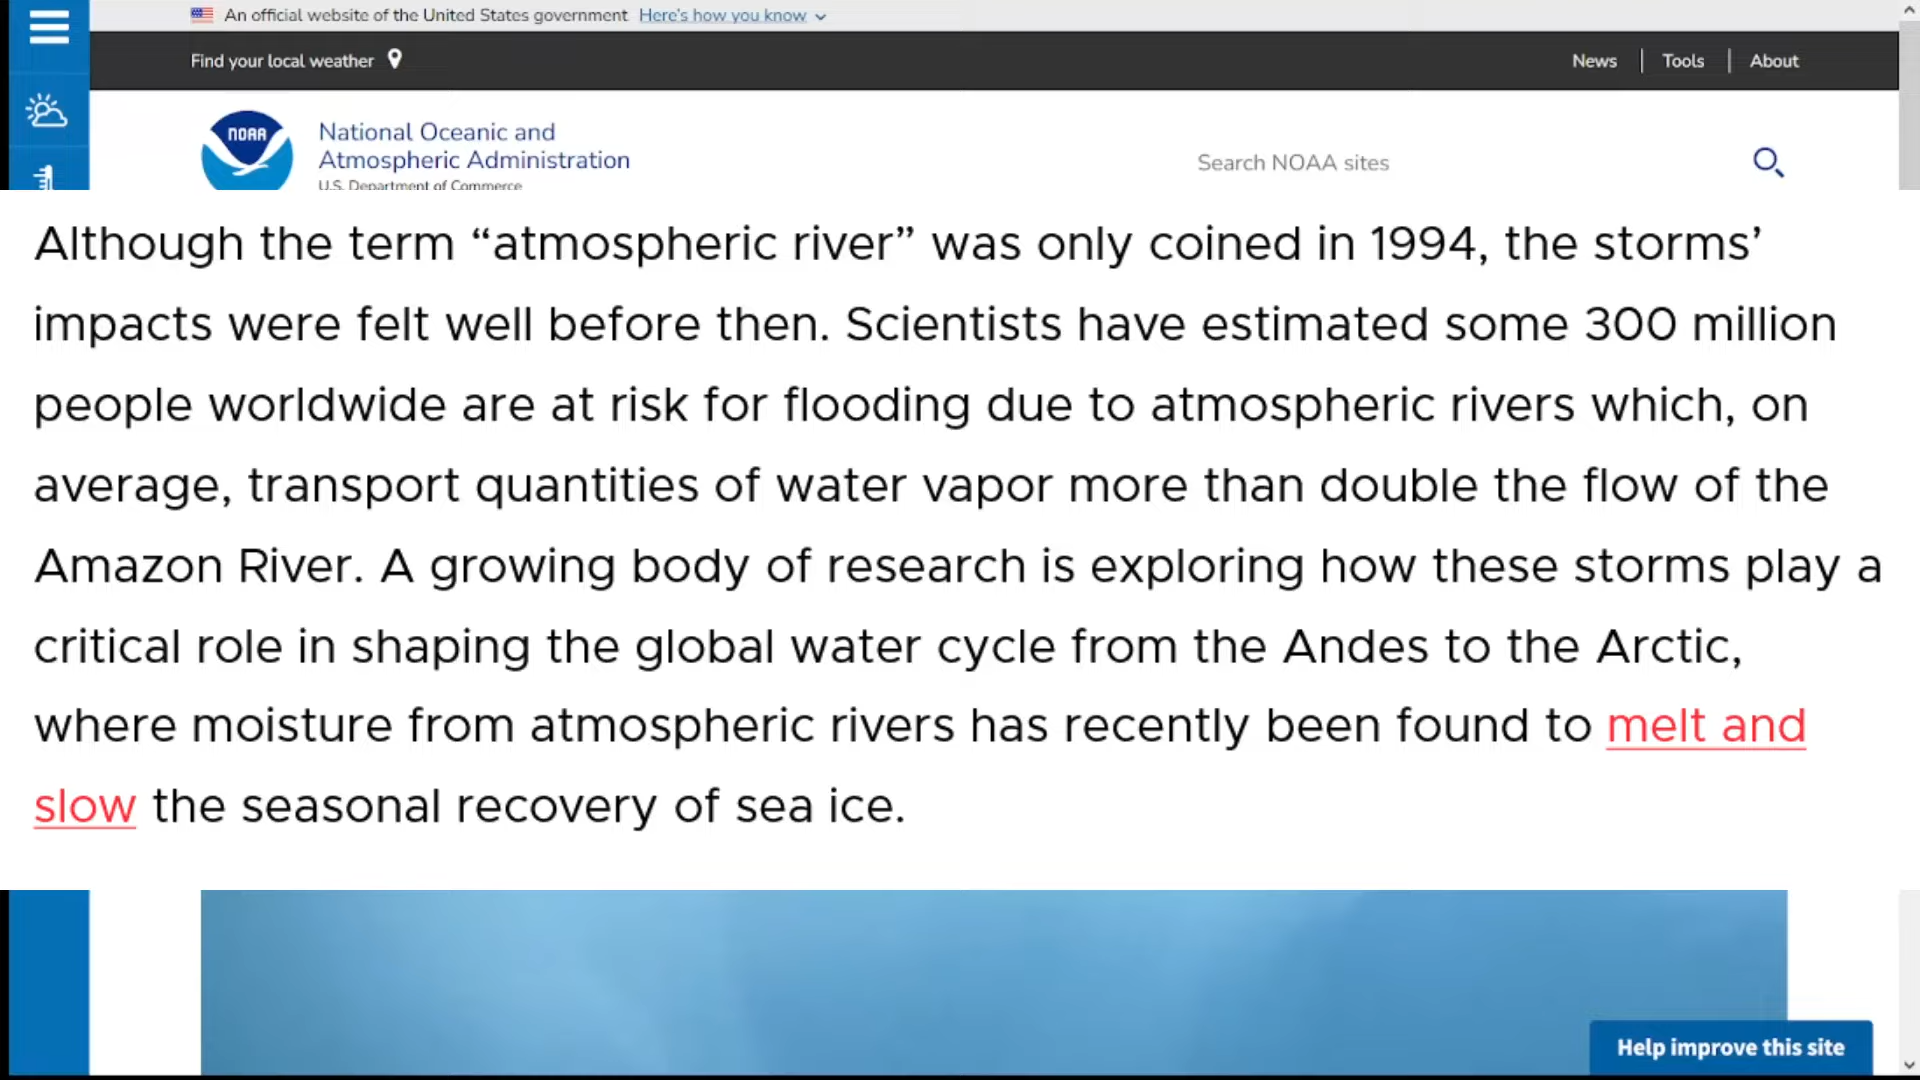 An official website of the United States government Here's how you know
Find your local weather
News
Tools
About
NOAA
National Oceanic and
Atmospheric Administration
U.S. Department of Commerce
Search NOAA sites
Although the term “atmospheric river” was only coined in 1994, the storms’
impacts were felt well before then. Scientists have estimated some 300 million
people worldwide are at risk for flooding due to atmospheric rivers which, on
average, transport quantities of water vapor more than double the flow of the
Amazon River. A growing body of research is exploring how these storms play a
critical role in shaping the global water cycle from the Andes to the Arctic,
where moisture from atmospheric rivers has recently been found to melt and
slow the seasonal recovery of sea ice.
Help improve this site